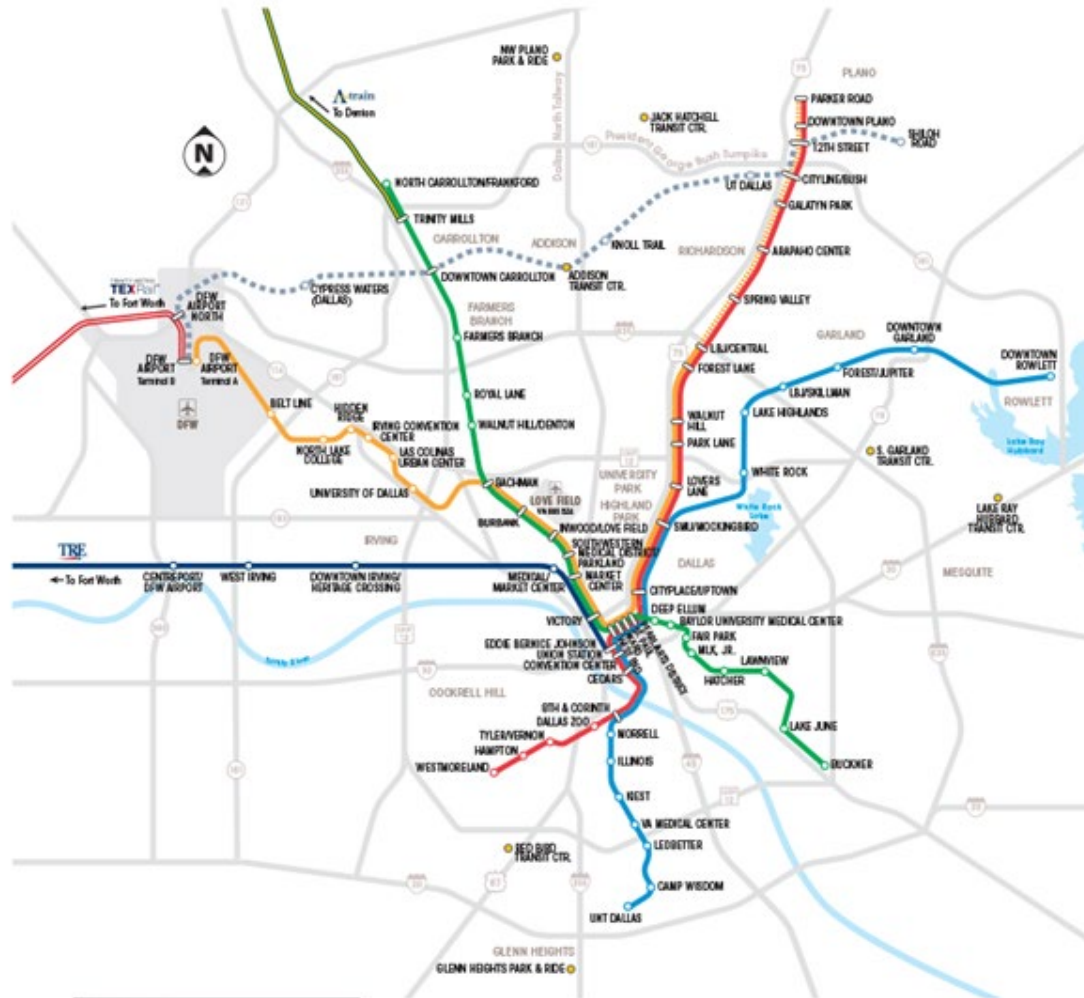 NW PLANO
PARK & RIDE
75
PLANO
A-train
To Denton
PARKER ROAD
DOWNTOWN PLANO
12TH STREET
SHILOH
ROAD
JACK HATCHELL
TRANSIT CTR.
Dallas North Tollway
President George Bush Turnpike
N
NORTH CARROLLTON/FRANKFORD
UT DALLAS
CITYLINE/BUSH
GALATYN PARK
TRINITY MILLS
CARROLLTON
ADDISON
KNOLL TRAIL
RICHARDSON
ARAPAHO CENTER
DOWNTOWN CARROLLTON
ADDISON
TRANSIT CTR.
CYPRESS WATERS
(DALLAS)
TEXRail
To Fort Worth
DFW
AIRPORT
NORTH
SPRING VALLEY
FARMERS
BRANCH
FARMERS BRANCH
GARLAND
DOWNTOWN
GARLAND
LBJ/CENTRAL
FOREST LANE
DFW
AIRPORT
Terminal B
DFW
AIRPORT
Terminal A
FOREST/JUPITER
DOWNTOWN
ROWLETT
LBJ/SKILLMAN
ROWLETT
ROYAL LANE
BELT LINE
HIDDEN
RIDGE
DFW
IRVING CONVENTION
CENTER
WALNUT HILL/DENTON
WALNUT
HILL
LAKE HIGHLANDS
PARK LANE
Lake Ray
Hubbard
NORTH LAKE
COLLEGE
LAS COLINAS
URBAN CENTER
S. GARLAND
TRANSIT CTR.
UNIVERSITY OF DALLAS
BACHMAN
LOVE FIELD
UNIVERSITY
PARK
HIGHLAND
PARK
LOVERS
LANE
WHITE ROCK
White Rock
Lake
LAKE RAY
HUBBARD
TRANSIT CTR.
BURBANK
INWOOD/LOVE FIELD
SMU/MOCKINGBIRD
IRVING
SOUTHWESTERN
MEDICAL DISTRICT/
PARKLAND
MARKET
CENTER
DALLAS
MESQUITE
TRE
To Fort Worth
CENTREPORT/
DFW AIRPORT
WEST IRVING
DOWNTOWN IRVING/
HERITAGE CROSSING
MEDICAL/
MARKET CENTER
CITYPLACE/UPTOWN
DEEP ELLUM
BAYLOR UNIVERSITY MEDICAL CENTER
VICTORY
FAIR PARK
MLK, JR.
EDDIE BERNICE JOHNSON
UNION STATION
CONVENTION CENTER
LAWNVIEW
HATCHER
CEDARS
COCKRELL HILL
8TH & CORINTH
DALLAS ZOO
TYLER/VERNON
HAMPTON
WESTMORELAND
MORRELL
ILLINOIS
LAKE JUNE
BUCKNER
KIEST
VA MEDICAL CENTER
LEDBETTER
RED BIRD
TRANSIT CTR.
67
CAMP WISDOM
UNT DALLAS
GLENN HEIGHTS
GLENN HEIGHTS PARK & RIDE